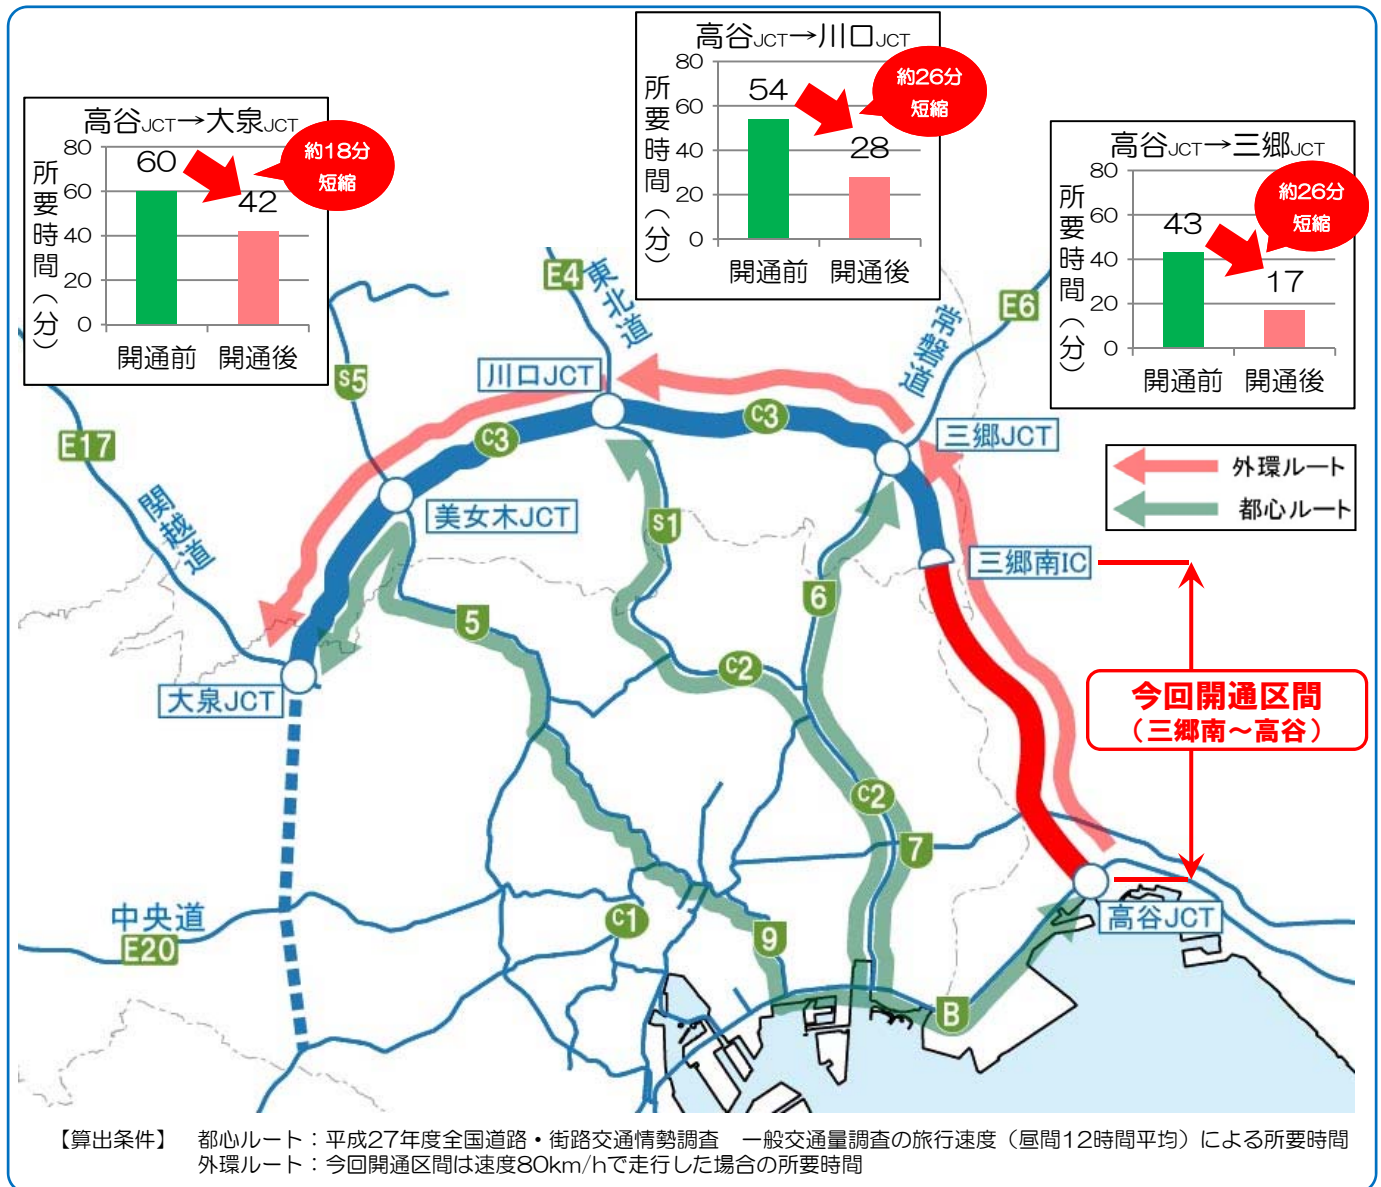 高谷JCT→大泉JCT
所要時間（分）
80
60
40
20
0
60
42
約18分
短縮
開通前
開通後
高谷JCT→川口JCT
所要時間（分）
80
60
40
20
0
54
28
約26分
短縮
開通前
開通後
高谷JCT→三郷JCT
所要時間（分）
80
60
40
20
0
43
17
約26分
短縮
開通前
開通後
外環ルート
都心ルート
E4
東北道
E6
常磐道
S5
川口JCT
C3
C3
三郷JCT
E17
関越道
美女木JCT
S1
三郷南IC
5
6
C2
大泉JCT
今回開通区間
（三郷南～高谷）
C2
7
中央道
E20
C1
9
高谷JCT
B
【算出条件】 都心ルート：平成27年度全国道路・街路交通情勢調査 一般交通量調査の旅行速度（昼間12時間平均）による所要時間
外環ルート：今回開通区間は速度80km/hで走行した場合の所要時間